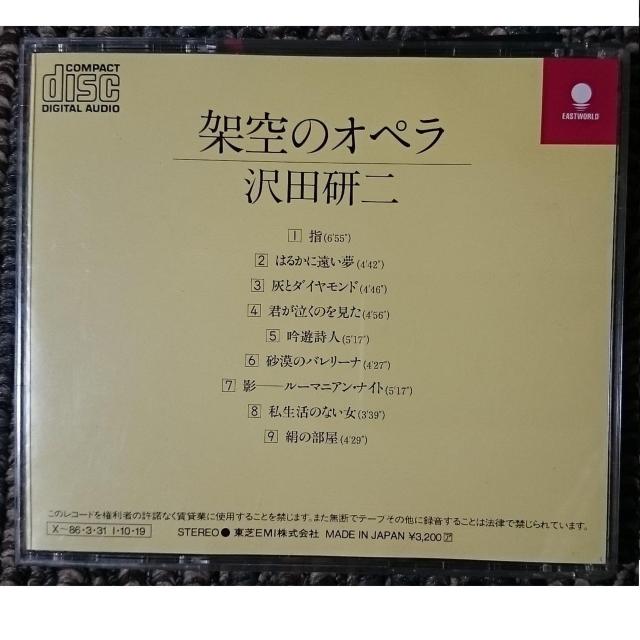 COMPACT
disc
DIGITAL AUDIO
EASTWORLD
架空のオペラ
沢田研二
1 指(6'55")
2 はるかに遠い夢(4'42")
3 灰とダイヤモンド(4'46")
4 君が泣くのを見た(4'56")
5 吟遊詩人(5'17")
6 砂漠のバレリーナ(4'27")
7 影——ルーマニアン・ナイト(5'17")
8 私生活のない女(3'39")
9 絹の部屋(4'29")
このレコードを権利者の許諾なく賃貸業に使用することを禁じます。また無断でテープその他に録音することは法律で禁じられています。
X〜86・3・31 I・10・19 STEREO● 東芝EMI株式会社 MADE IN JAPAN ¥3,200 ア